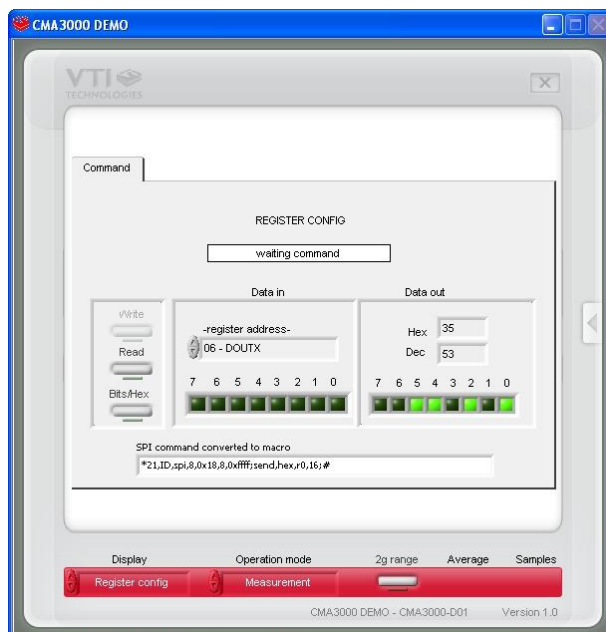 CMA3000 DEMO
VTI
TECHNOLOGIES
Command
REGISTER CONFIG
waiting command
Data in
Data out
Write
Read
Bits/Hex
-register address-
06 - DOUTX
7 6 5 4 3 2 1 0
Hex 35
Dec 53
7 6 5 4 3 2 1 0
SPI command converted to macro
*21,ID,spi,8,0x18,8,0xffff;send,hex,r0,16;#
Display Operation mode 2g range Average Samples
Register config Measurement
CMA3000 DEMO - CMA3000-D01 Version 1.0